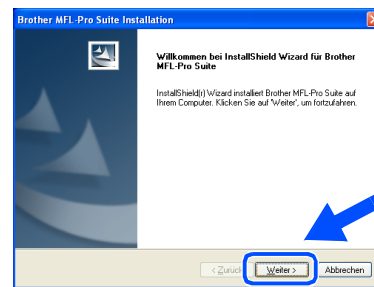 Brother MFL-Pro Suite Installation
Willkommen bei InstallShield Wizard für Brother
MFL-Pro Suite
InstallShield(r) Wizard installiert Brother MFL-Pro Suite auf
Ihrem Computer. Klicken Sie auf 'Weiter', um fortzufahren.
< Zurück Weiter > Abbrechen